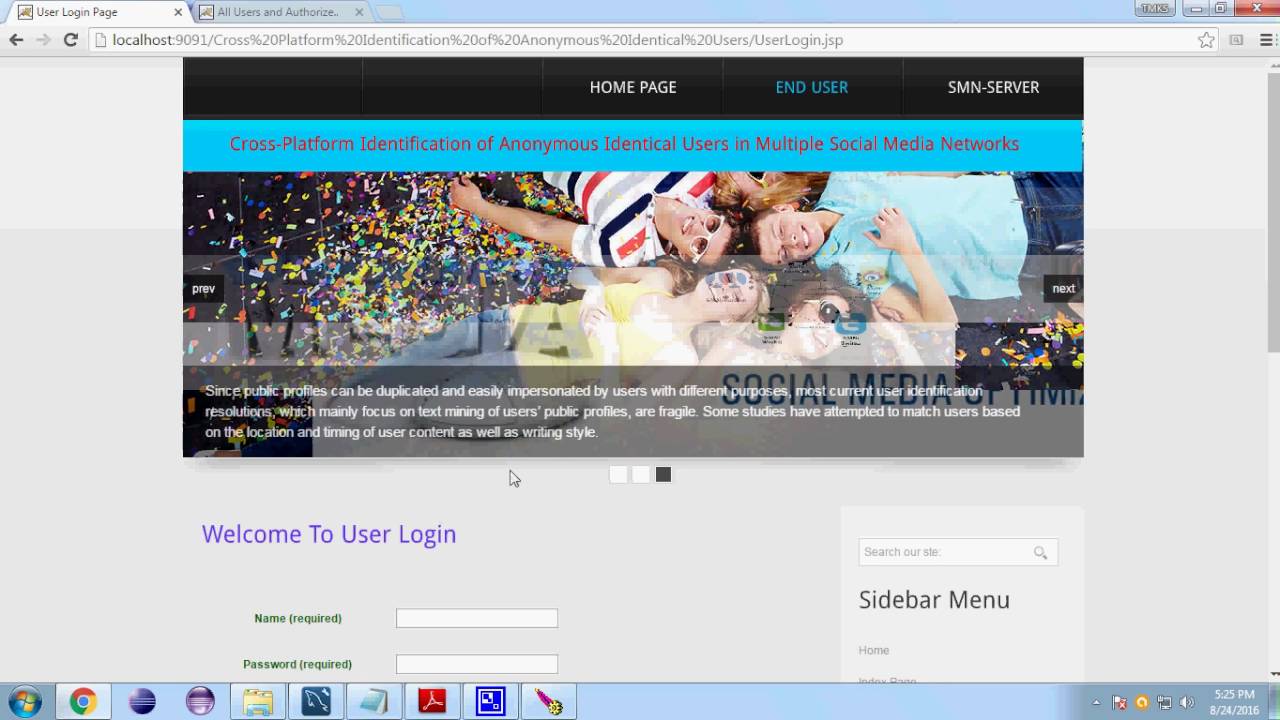 User Login Page
All Users and Authorize..
TMKS
localhost:9091/Cross%20Platform%20Identification%20of%20Anonymous%20Identical%20Users/UserLogin.jsp
HOME PAGE
END USER
SMN-SERVER
Cross-Platform Identification of Anonymous Identical Users in Multiple Social Media Networks
prev
next
SOCIAL MEDIA OPTIMIZ
Since public profiles can be duplicated and easily impersonated by users with different purposes, most current user identification
resolutions, which mainly focus on text mining of users' public profiles, are fragile. Some studies have attempted to match users based
on the location and timing of user content as well as writing style.
Welcome To User Login
Search our ste:
Sidebar Menu
Name (required)
Password (required)
Home
Index Page
5:25 PM
8/24/2016